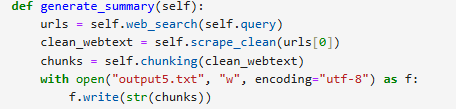 def generate_summary(self):
    urls = self.web_search(self.query)
    clean_webtext = self.scrape_clean(urls[0])
    chunks = self.chunking(clean_webtext)
    with open("output5.txt", "w", encoding="utf-8") as f:
        f.write(str(chunks))